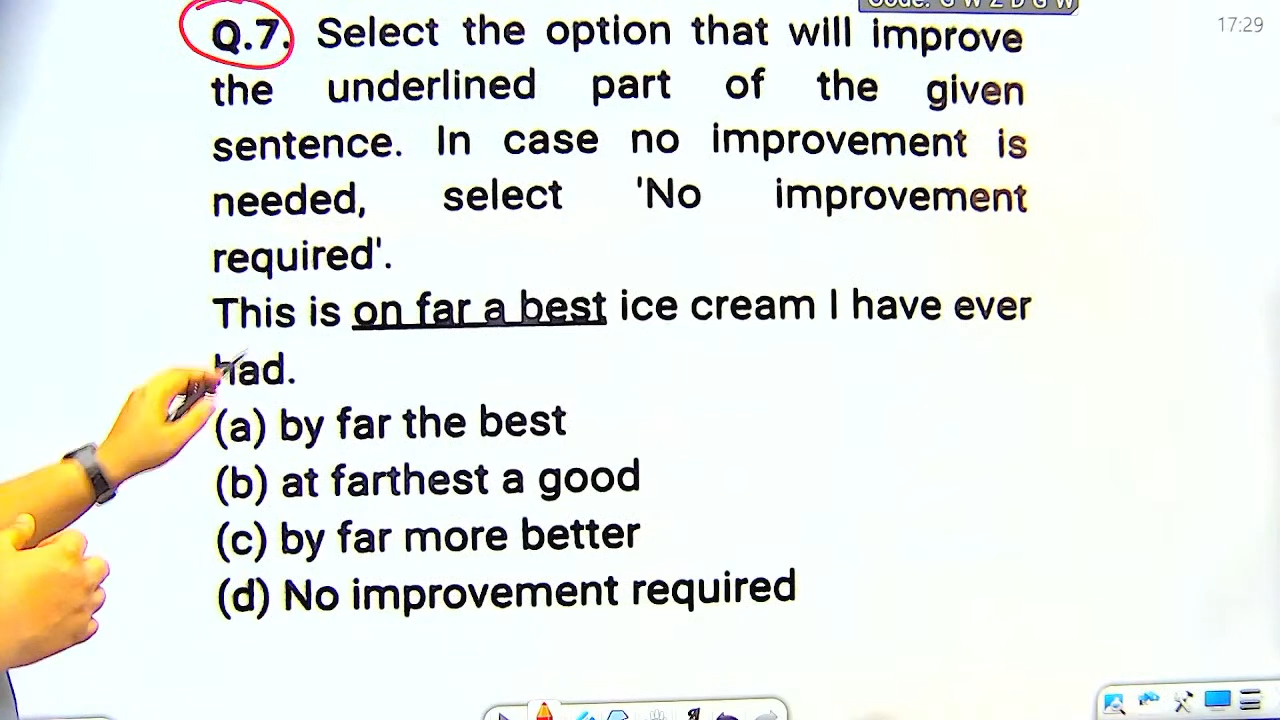 17:29
Q.7. Select the option that will improve
the underlined part of the given
sentence. In case no improvement is
needed, select 'No improvement
required'.
This is on far a best ice cream I have ever
had.
(a) by far the best
(b) at farthest a good
(c) by far more better
(d) No improvement required